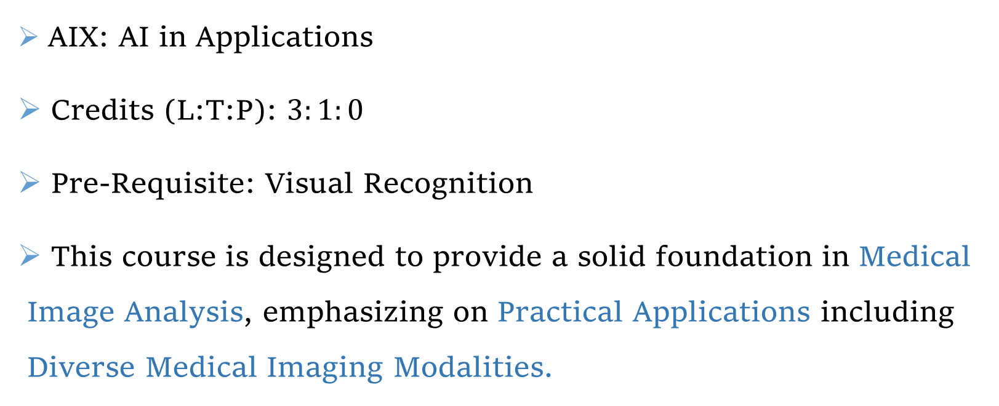 ➢ AIX: AI in Applications
➢ Credits (L:T:P): 3:1:0
➢ Pre-Requisite: Visual Recognition
➢ This course is designed to provide a solid foundation in Medical
Image Analysis, emphasizing on Practical Applications including
Diverse Medical Imaging Modalities.